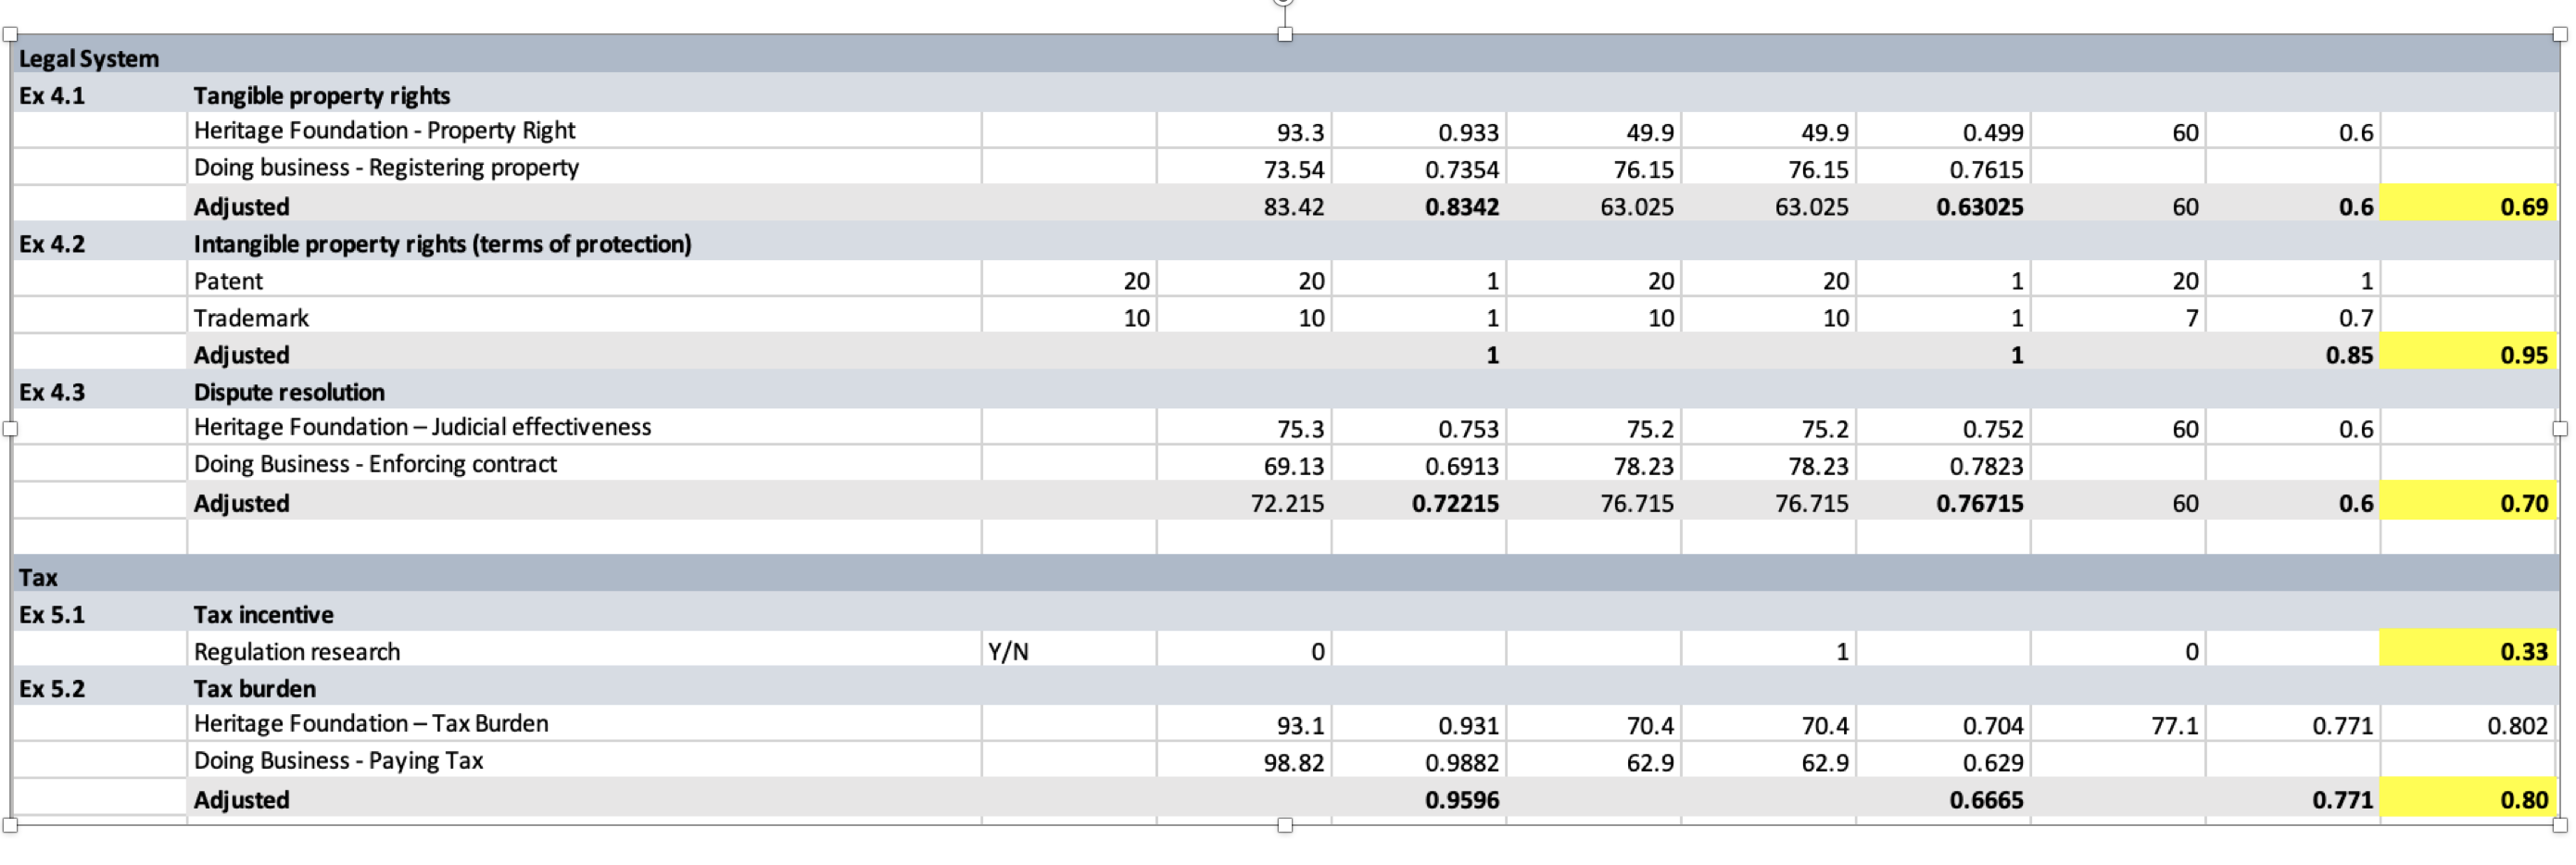 Legal System
Ex 4.1 Tangible property rights
Heritage Foundation - Property Right 93.3 0.933 49.9 49.9 0.499 60 0.6
Doing business - Registering property 73.54 0.7354 76.15 76.15 0.7615
Adjusted 83.42 0.8342 63.025 63.025 0.63025 60 0.6 0.69
Ex 4.2 Intangible property rights (terms of protection)
Patent 20 20 1 20 20 1 20 1
Trademark 10 10 1 10 10 1 7 0.7
Adjusted 1 1 0.85 0.95
Ex 4.3 Dispute resolution
Heritage Foundation – Judicial effectiveness 75.3 0.753 75.2 75.2 0.752 60 0.6
Doing Business - Enforcing contract 69.13 0.6913 78.23 78.23 0.7823
Adjusted 72.215 0.72215 76.715 76.715 0.76715 60 0.6 0.70
Tax
Ex 5.1 Tax incentive
Regulation research Y/N 0 1 0 0.33
Ex 5.2 Tax burden
Heritage Foundation – Tax Burden 93.1 0.931 70.4 70.4 0.704 77.1 0.771 0.802
Doing Business - Paying Tax 98.82 0.9882 62.9 62.9 0.629
Adjusted 0.9596 0.6665 0.771 0.80